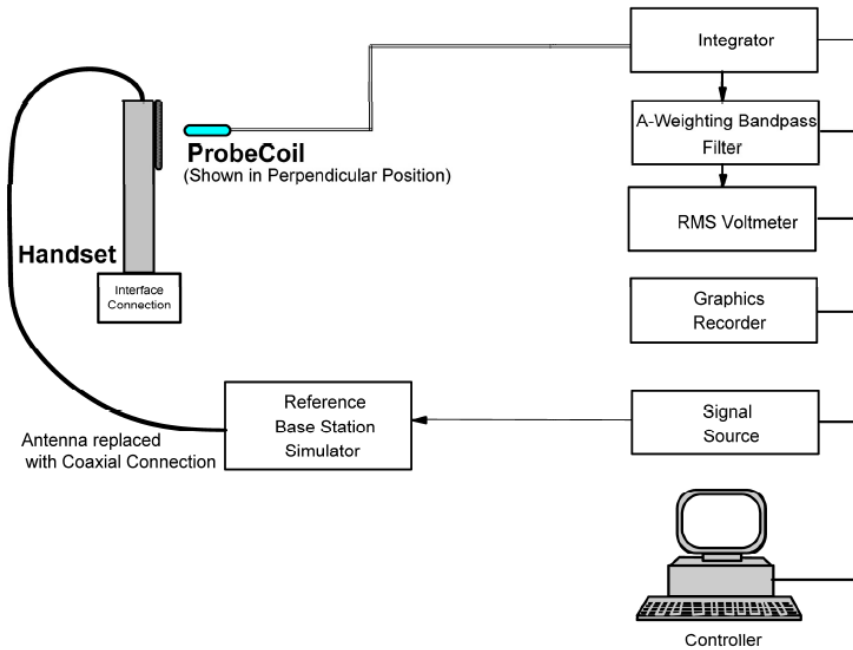 Integrator
A-Weighting Bandpass
Filter
ProbeCoil
(Shown in Perpendicular Position)
RMS Voltmeter
Handset
Interface
Connection
Graphics
Recorder
Reference
Base Station
Simulator
Signal
Source
Antenna replaced
with Coaxial Connection
Controller